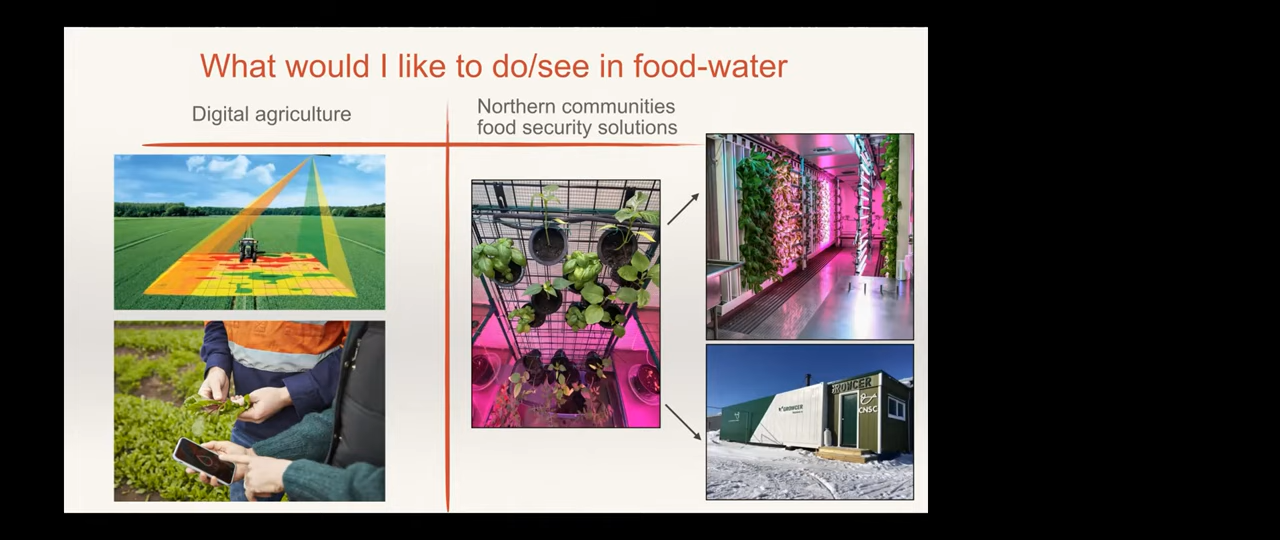 What would I like to do/see in food-water
Digital agriculture
Northern communities
food security solutions
GROWCER
CNSC
GROWCER